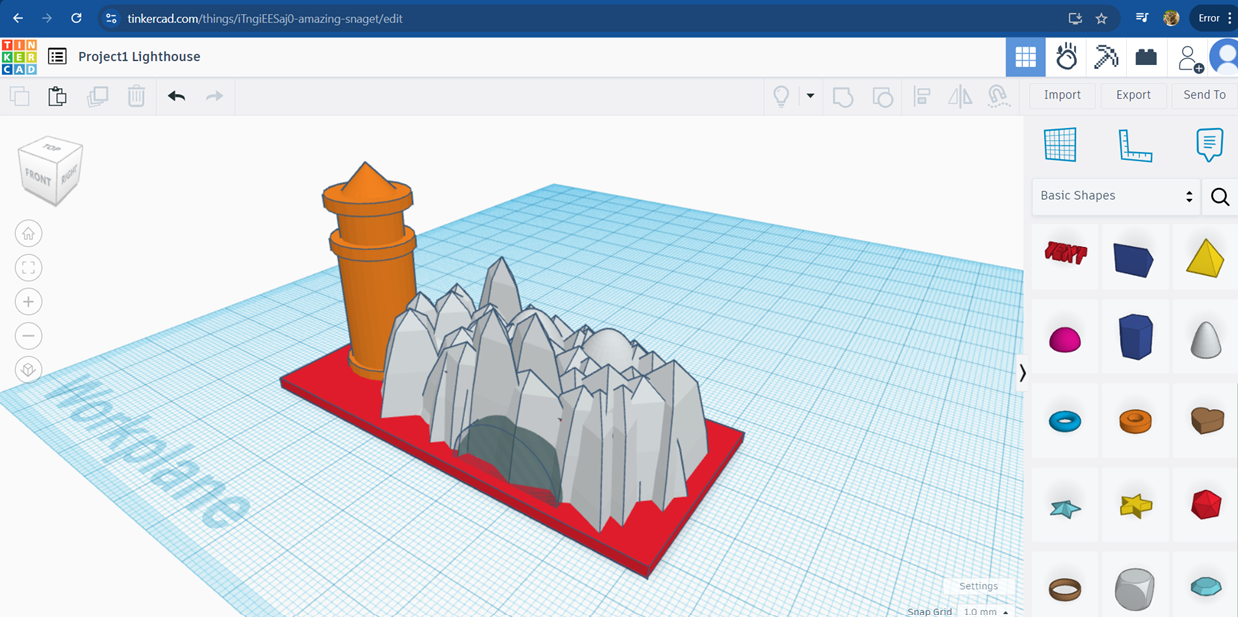 tinkercad.com/things/iTngiEESaj0-amazing-snaget/edit
Error
TIN
KER
CAD
Project1 Lighthouse
Import
Export
Send To
TOP
FRONT
RIGHT
Basic Shapes
TEXT
Workplane
Settings
Snap Grid 1.0 mm